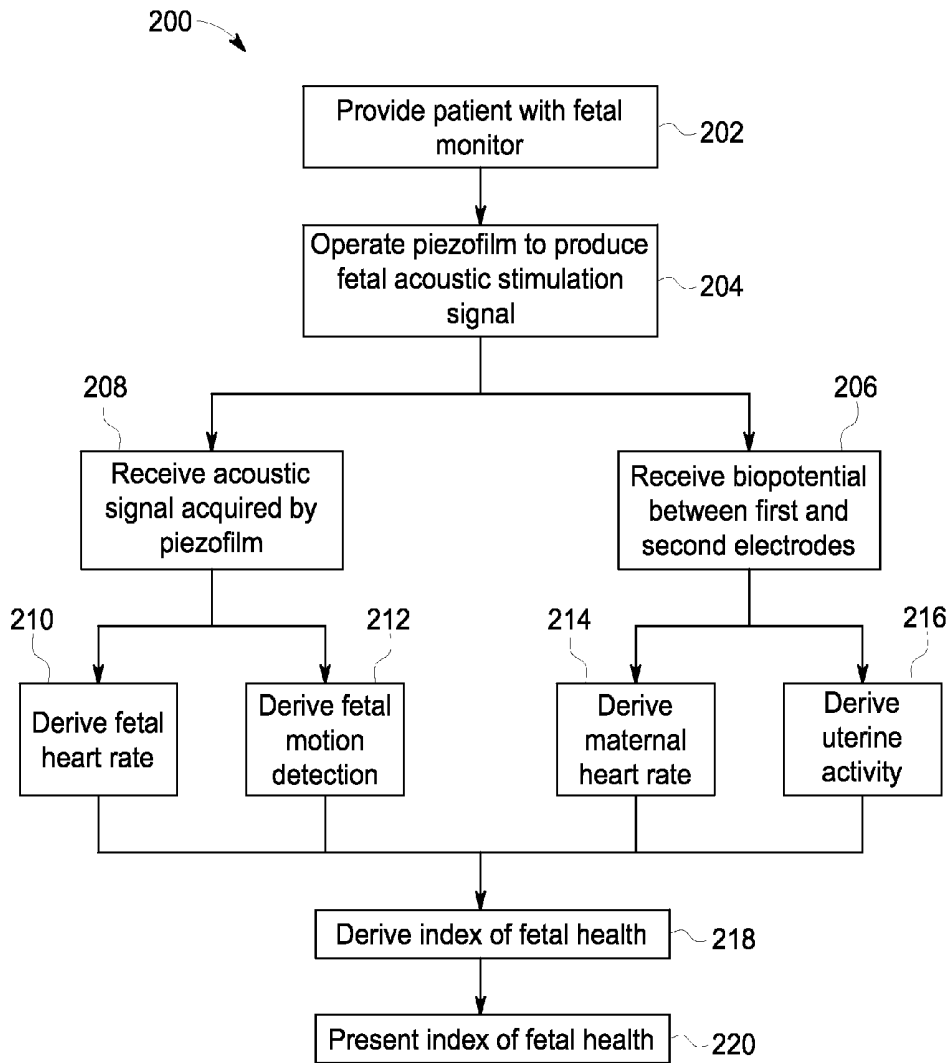 200
Provide patient with fetal
monitor
202
Operate piezofilm to produce
fetal acoustic stimulation
signal
204
208
206
Receive acoustic
signal acquired by
piezofilm
Receive biopotential
between first and
second electrodes
210
212
214
216
Derive fetal
heart rate
Derive fetal
motion
detection
Derive
maternal
heart rate
Derive
uterine
activity
Derive index of fetal health
218
Present index of fetal health
220